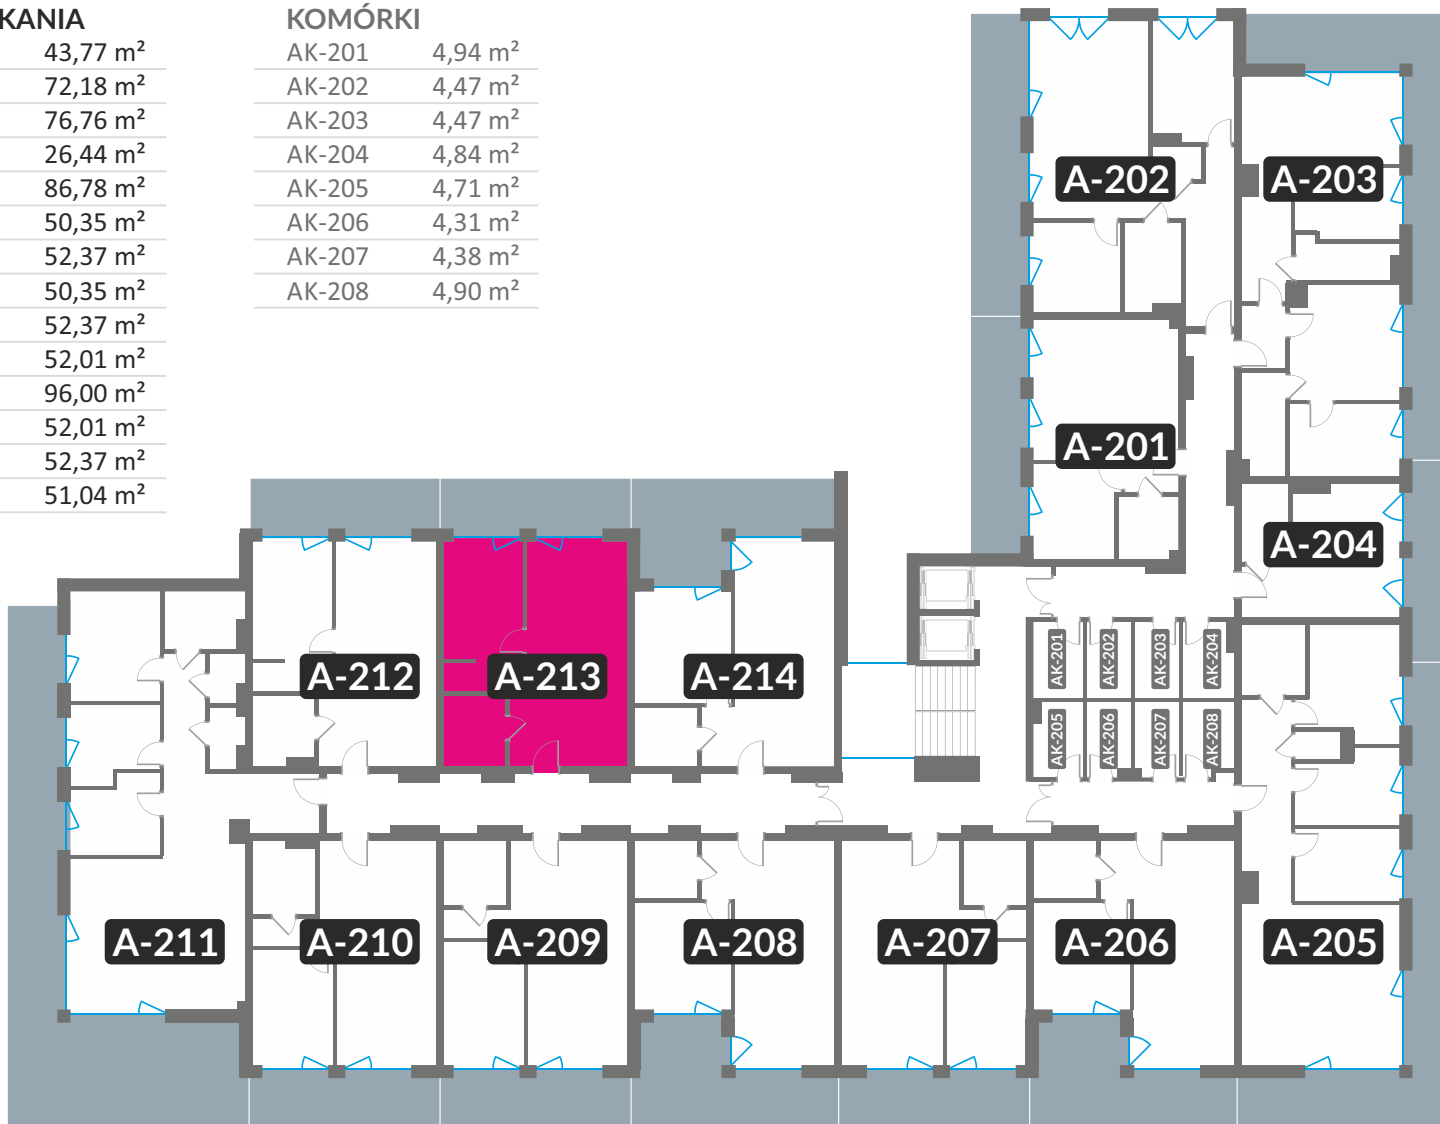 KANIA
43,77 m²
72,18 m²
76,76 m²
26,44 m²
86,78 m²
50,35 m²
52,37 m²
50,35 m²
52,37 m²
52,01 m²
96,00 m²
52,01 m²
52,37 m²
51,04 m²
KOMÓRKI
AK-201 4,94 m²
AK-202 4,47 m²
AK-203 4,47 m²
AK-204 4,84 m²
AK-205 4,71 m²
AK-206 4,31 m²
AK-207 4,38 m²
AK-208 4,90 m²
A-202
A-203
A-201
A-204
AK-201
AK-202
AK-203
AK-204
A-212
A-213
A-214
AK-205
AK-206
AK-207
AK-208
A-211
A-210
A-209
A-208
A-207
A-206
A-205